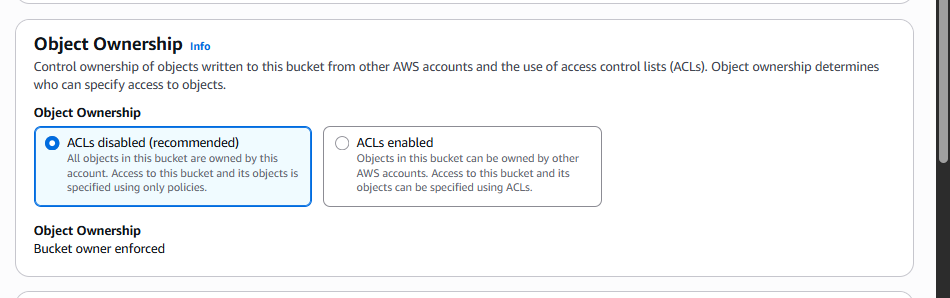 Object Ownership Info
Control ownership of objects written to this bucket from other AWS accounts and the use of access control lists (ACLs). Object ownership determines
who can specify access to objects.
Object Ownership
ACLs disabled (recommended)
All objects in this bucket are owned by this
account. Access to this bucket and its objects is
specified using only policies.
ACLs enabled
Objects in this bucket can be owned by other
AWS accounts. Access to this bucket and its
objects can be specified using ACLs.
Object Ownership
Bucket owner enforced